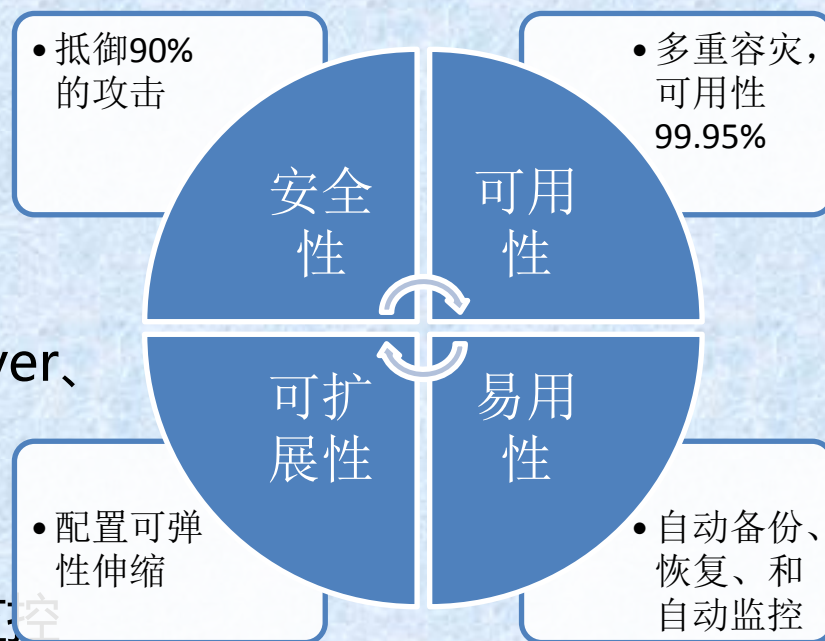 • 抵御90%
的攻击
• 多重容灾，
可用性
99.95%
安全
性
可用
性
ver、
可扩
展性
易用
性
• 配置可弹
性伸缩
• 自动备份、
恢复、和
自动监控
控